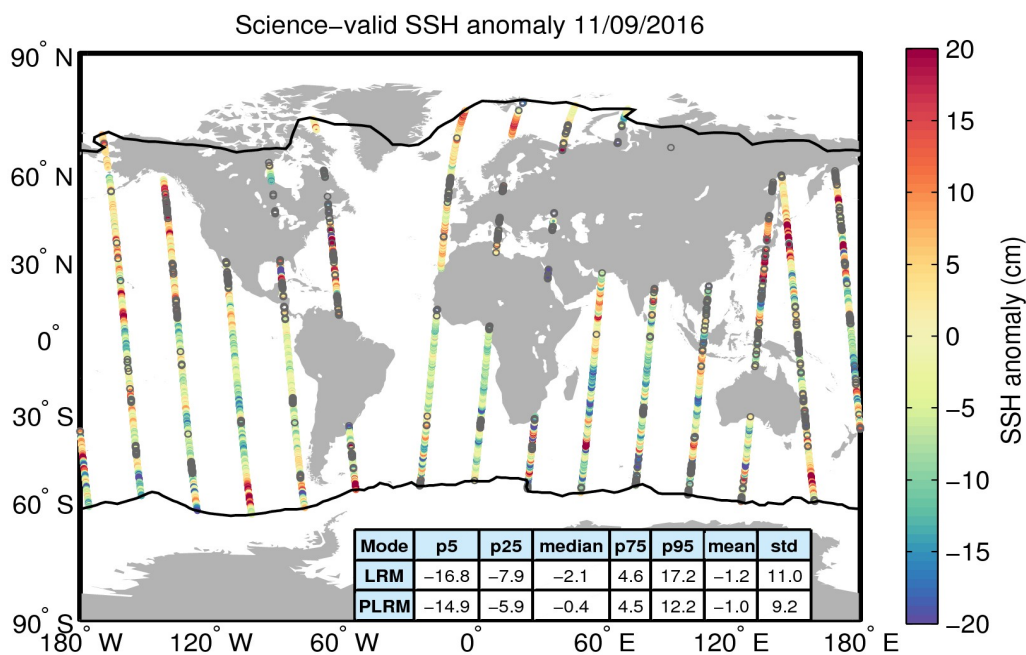 Science−valid SSH anomaly 11/09/2016
90° N
60° N
30° N
0°
30° S
60° S
90° S
180° W
120° W
60° W
0°
60° E
120° E
180° E
Mode p5 p25 median p75 p95 mean std
LRM −16.8 −7.9 −2.1 4.6 17.2 −1.2 11.0
PLRM −14.9 −5.9 −0.4 4.5 12.2 −1.0 9.2
20
15
10
5
0
−5
−10
−15
−20
SSH anomaly (cm)